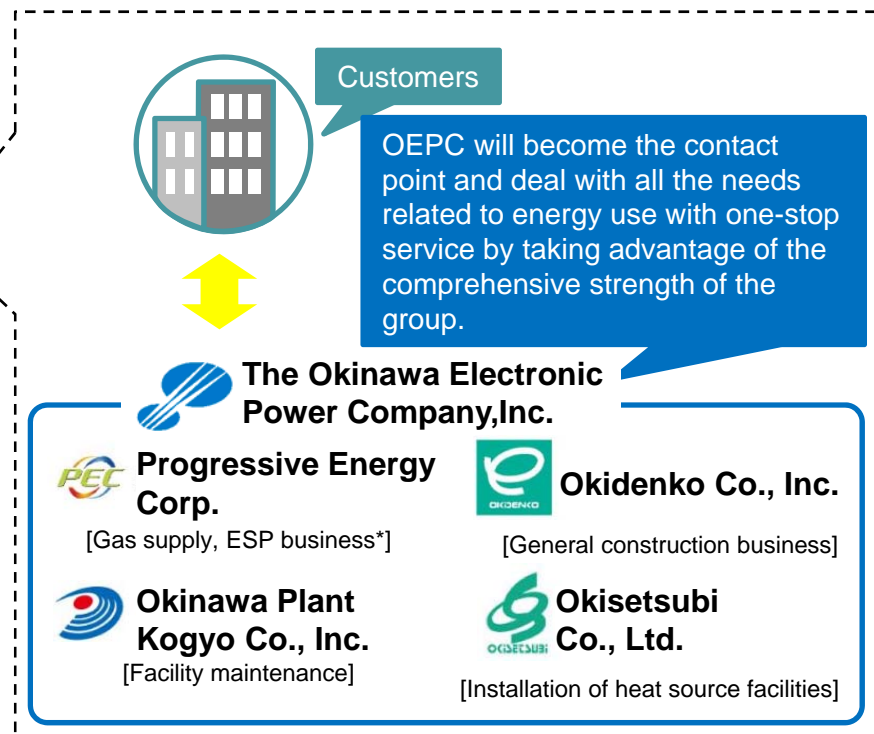 Customers
OEPC will become the contact
point and deal with all the needs
related to energy use with one-stop
service by taking advantage of the
comprehensive strength of the
group.
The Okinawa Electronic
Power Company,Inc.
PEC
Progressive Energy
Corp.
[Gas supply, ESP business*]
OKIDENKO
Okidenko Co., Inc.
[General construction business]
Okinawa Plant
Kogyo Co., Inc.
[Facility maintenance]
OKISETSUBI
Okisetsubi
Co., Ltd.
[Installation of heat source facilities]